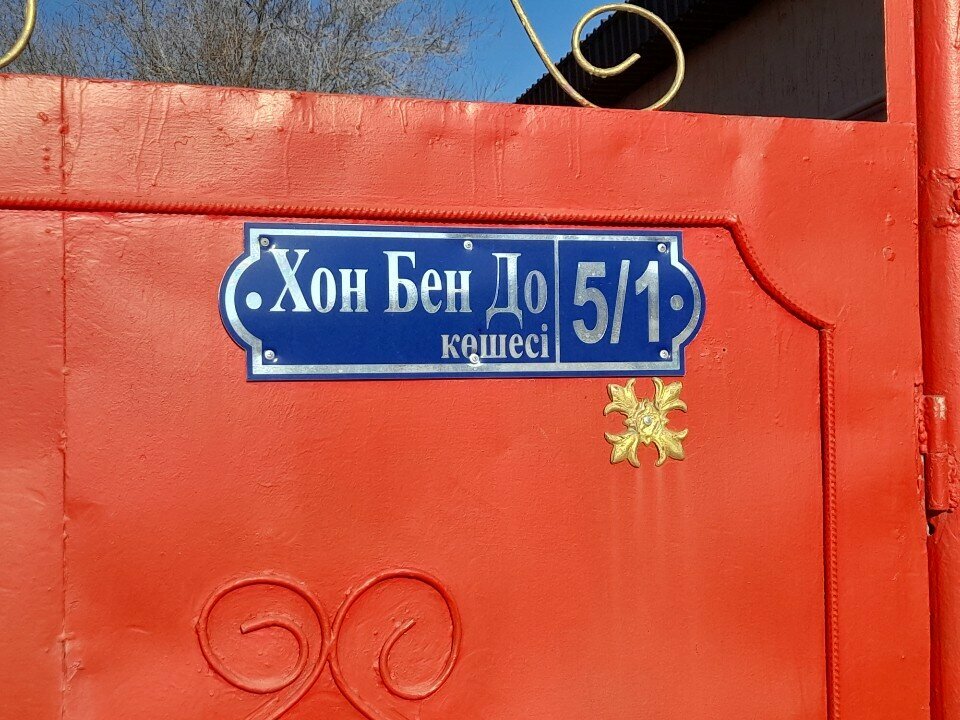 Хон Бен До
көшесі
5/1